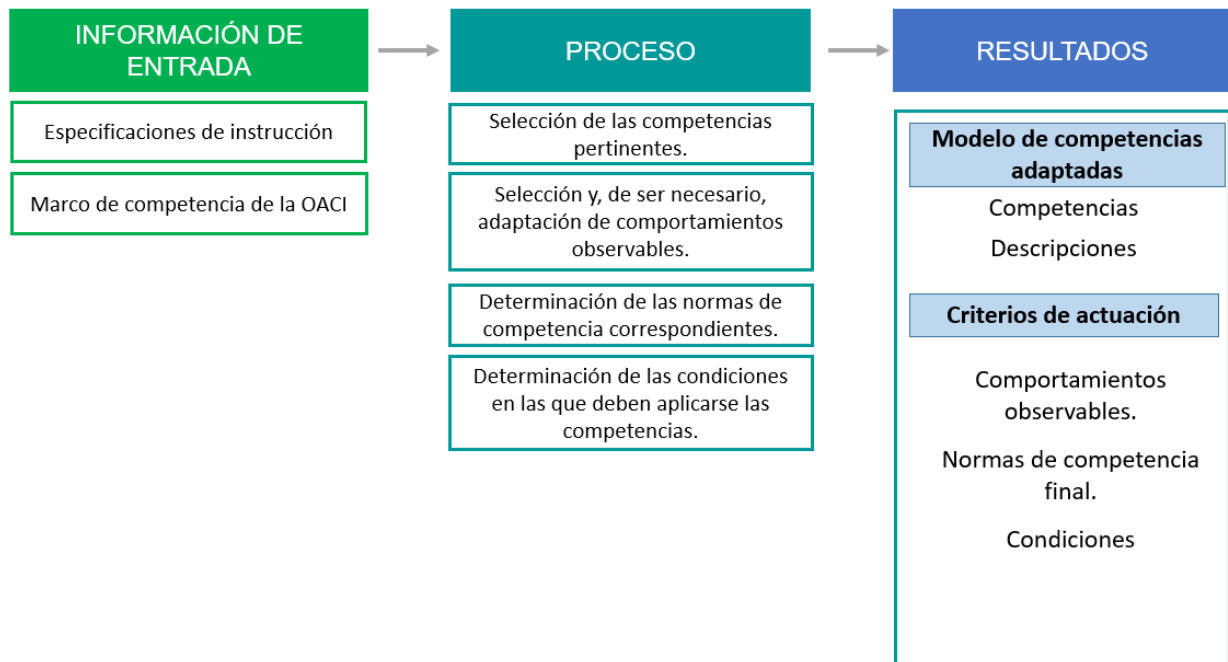 INFORMACIÓN DE
ENTRADA
Especificaciones de instrucción
Marco de competencia de la OACI
PROCESO
Selección de las competencias
pertinentes.
Selección y, de ser necesario,
adaptación de comportamientos
observables.
Determinación de las normas de
competencia correspondientes.
Determinación de las condiciones
en las que deben aplicarse las
competencias.
RESULTADOS
Modelo de competencias
adaptadas
Competencias
Descripciones
Criterios de actuación
Comportamientos
observables.
Normas de competencia
final.
Condiciones